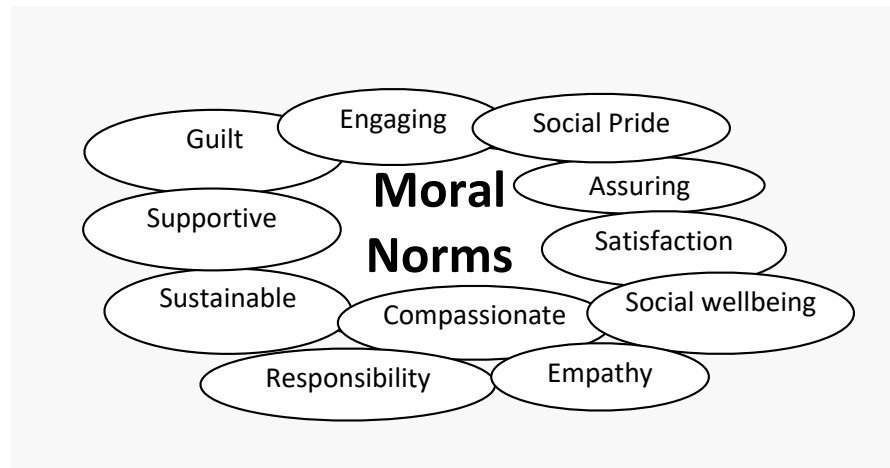 Guilt
Engaging
Social Pride
Moral
Norms
Assuring
Supportive
Satisfaction
Sustainable
Compassionate
Social wellbeing
Responsibility
Empathy